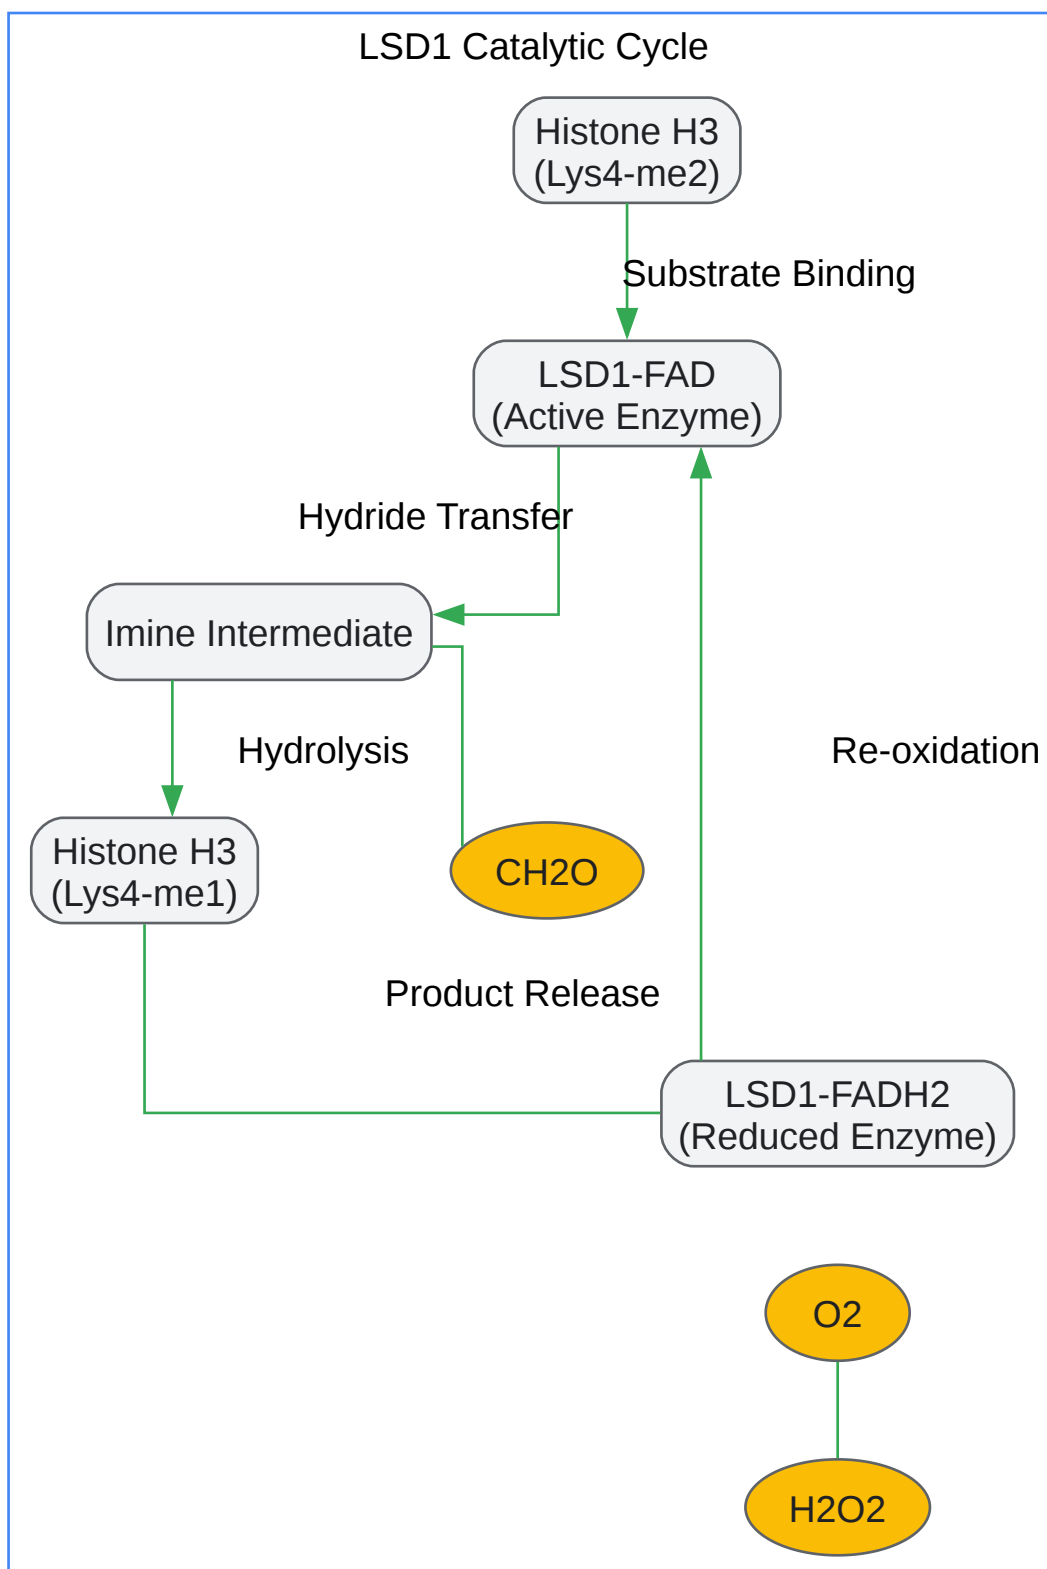 LSD1 Catalytic Cycle
Histone H3
(Lys4-me2)
Substrate Binding
LSD1-FAD
(Active Enzyme)
Hydride Transfer
Imine Intermediate
Hydrolysis
Re-oxidation
Histone H3
(Lys4-me1)
CH2O
Product Release
LSD1-FADH2
(Reduced Enzyme)
O2
H2O2